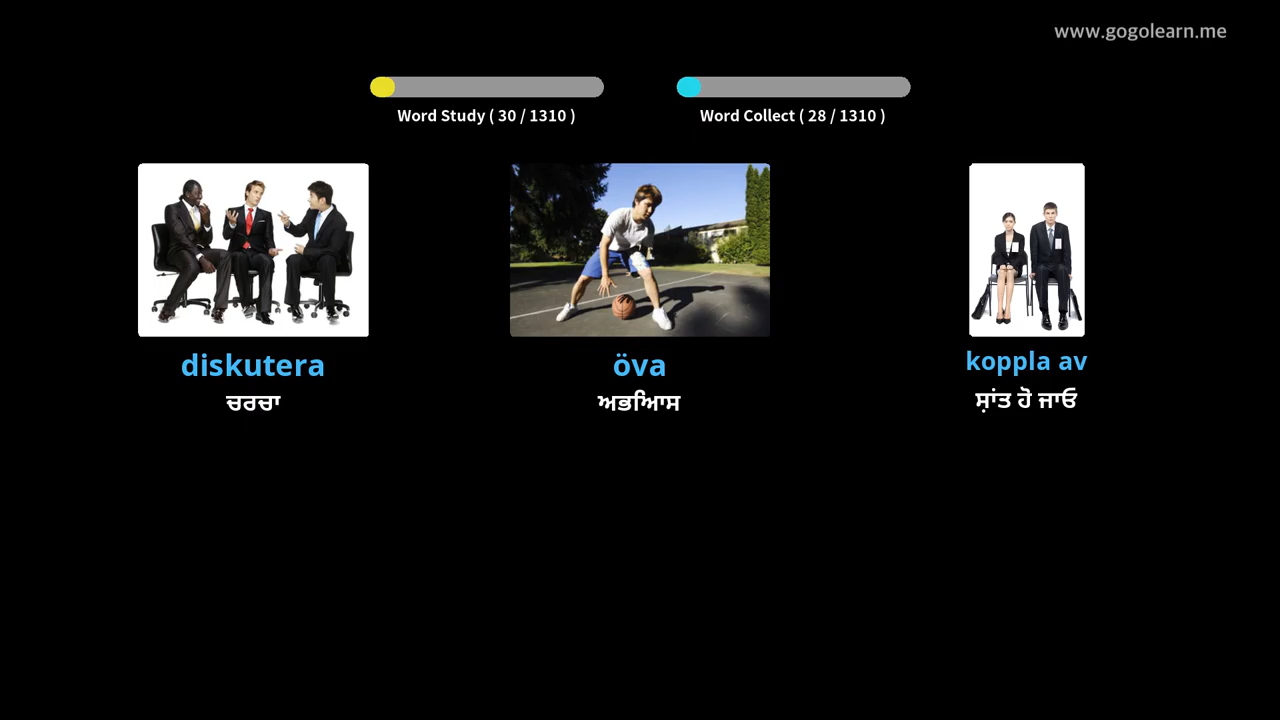 www.gogolearn.me
Word Study ( 30 / 1310 )
Word Collect ( 28 / 1310 )
diskutera
öva
koppla av
ਚਰਚਾ
ਅਭਿਆਸ
ਸ਼ਾਂਤ ਹੋ ਜਾਓ